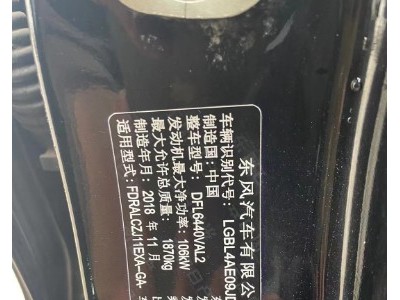 东风汽车有限公
车辆识别代号：LGBL4AE09JD
制造国：中国
整车型号：DFL6440VAL2
发动机最大净功率：106kW
最大允许总质量：1870kg
制造年月：2018 年 11 月
适用型式：FDRALCZJ11EXA-GA-